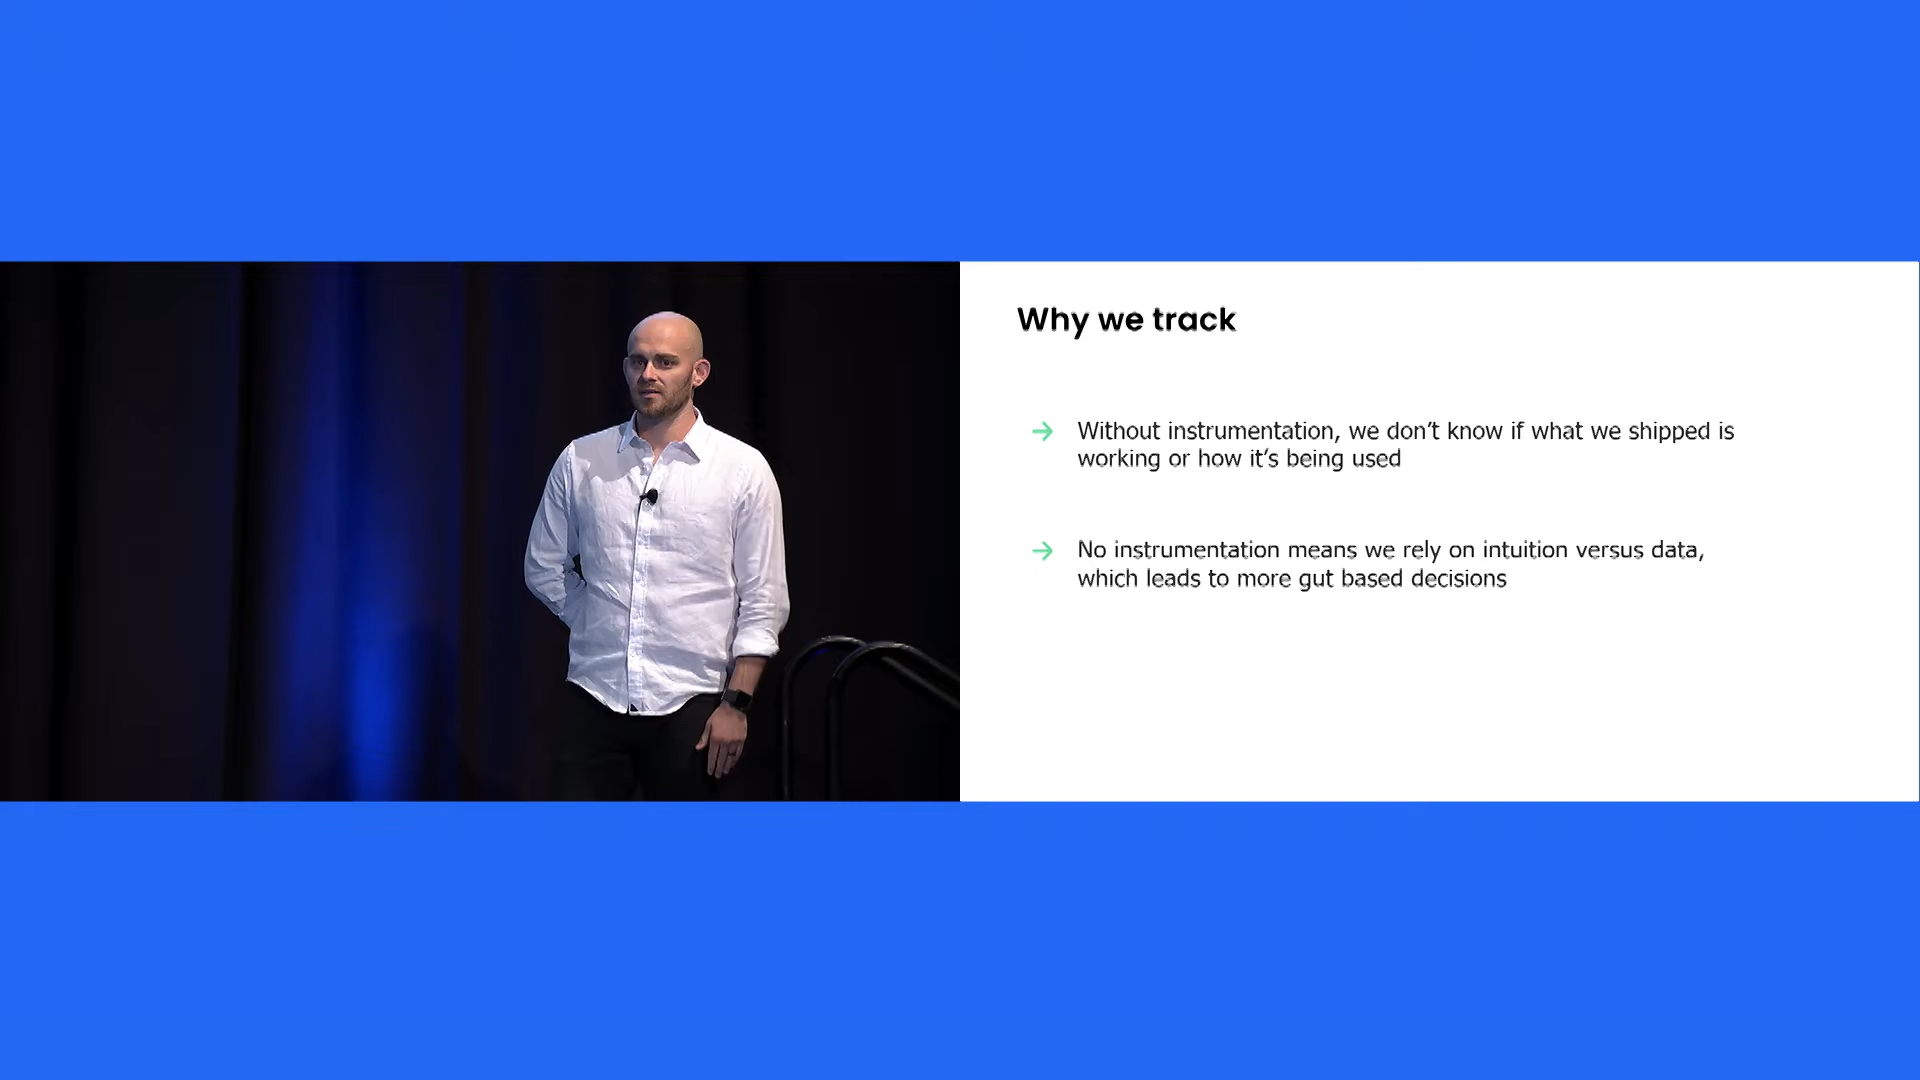 Why we track
Without instrumentation, we don't know if what we shipped is
working or how it's being used
No instrumentation means we rely on intuition versus data,
which leads to more gut based decisions